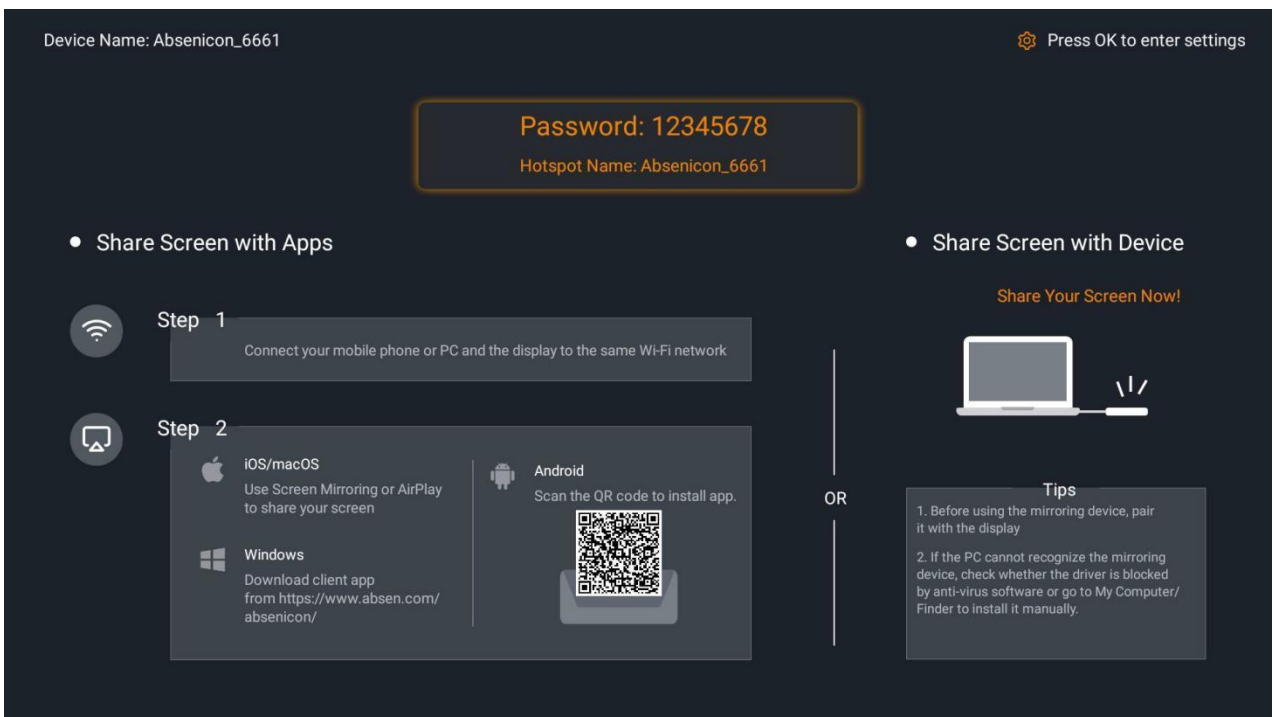 Device Name: Absenicon_6661
Press OK to enter settings
Password: 12345678
Hotspot Name: Absenicon_6661
Share Screen with Apps
Step 1
Connect your mobile phone or PC and the display to the same Wi-Fi network
Step 2
iOS/macOS
Use Screen Mirroring or AirPlay
to share your screen
Windows
Download client app
from https://www.absen.com/
absenicon/
Android
Scan the QR code to install app.
OR
Share Screen with Device
Share Your Screen Now!
Tips
1. Before using the mirroring device, pair
it with the display
2. If the PC cannot recognize the mirroring
device, check whether the driver is blocked
by anti-virus software or go to My Computer/
Finder to install it manually.